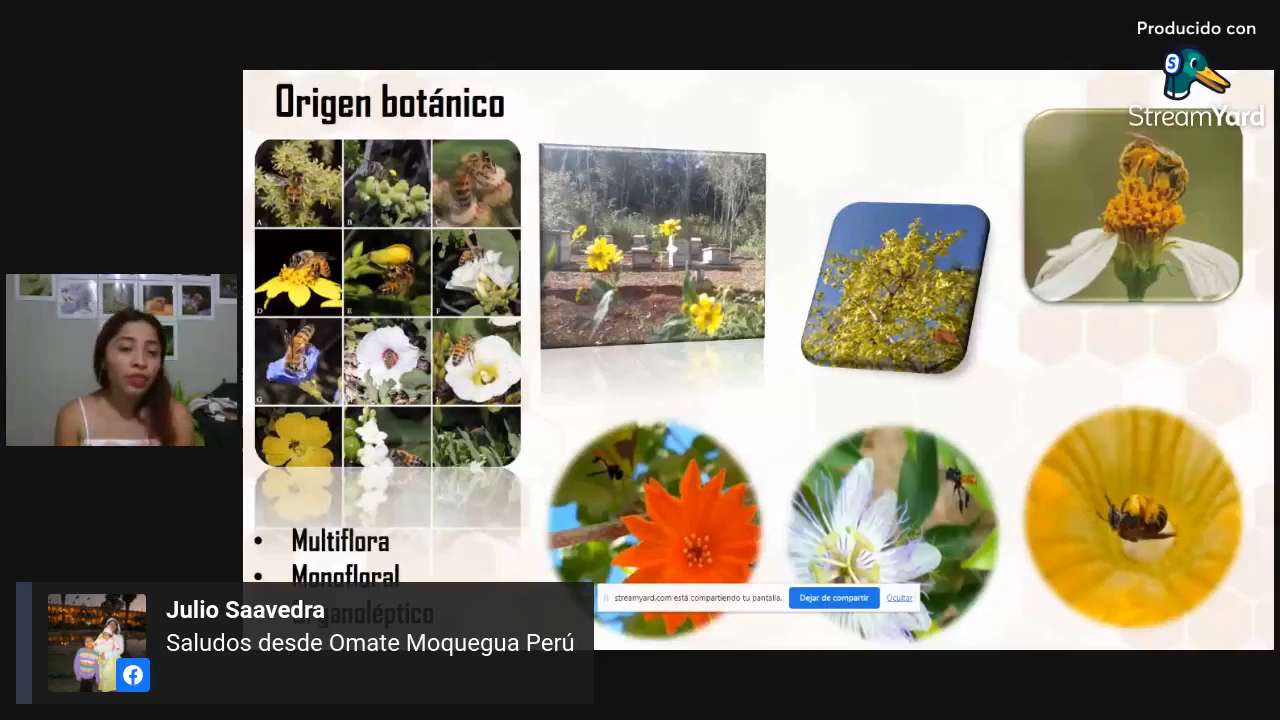 Producido con
StreamYard
Origen botánico
A
B
C
D
E
F
G
• Multiflora
• Monofloral
Organoléptico
streamyard.com está compartiendo tu pantalla.
Dejar de compartir
Ocultar
Julio Saavedra
Saludos desde Omate Moquegua Perú